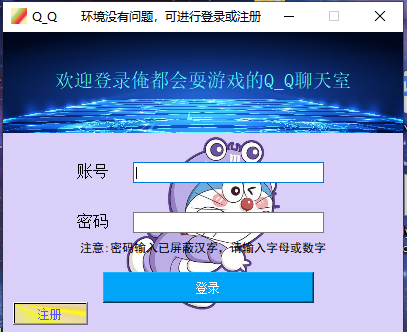 Q_Q 环境没有问题，可进行登录或注册
欢迎登录俺都会耍游戏的Q_Q聊天室
账号
密码
注意:密码输入已屏蔽汉字，请输入字母或数字
登录
注册